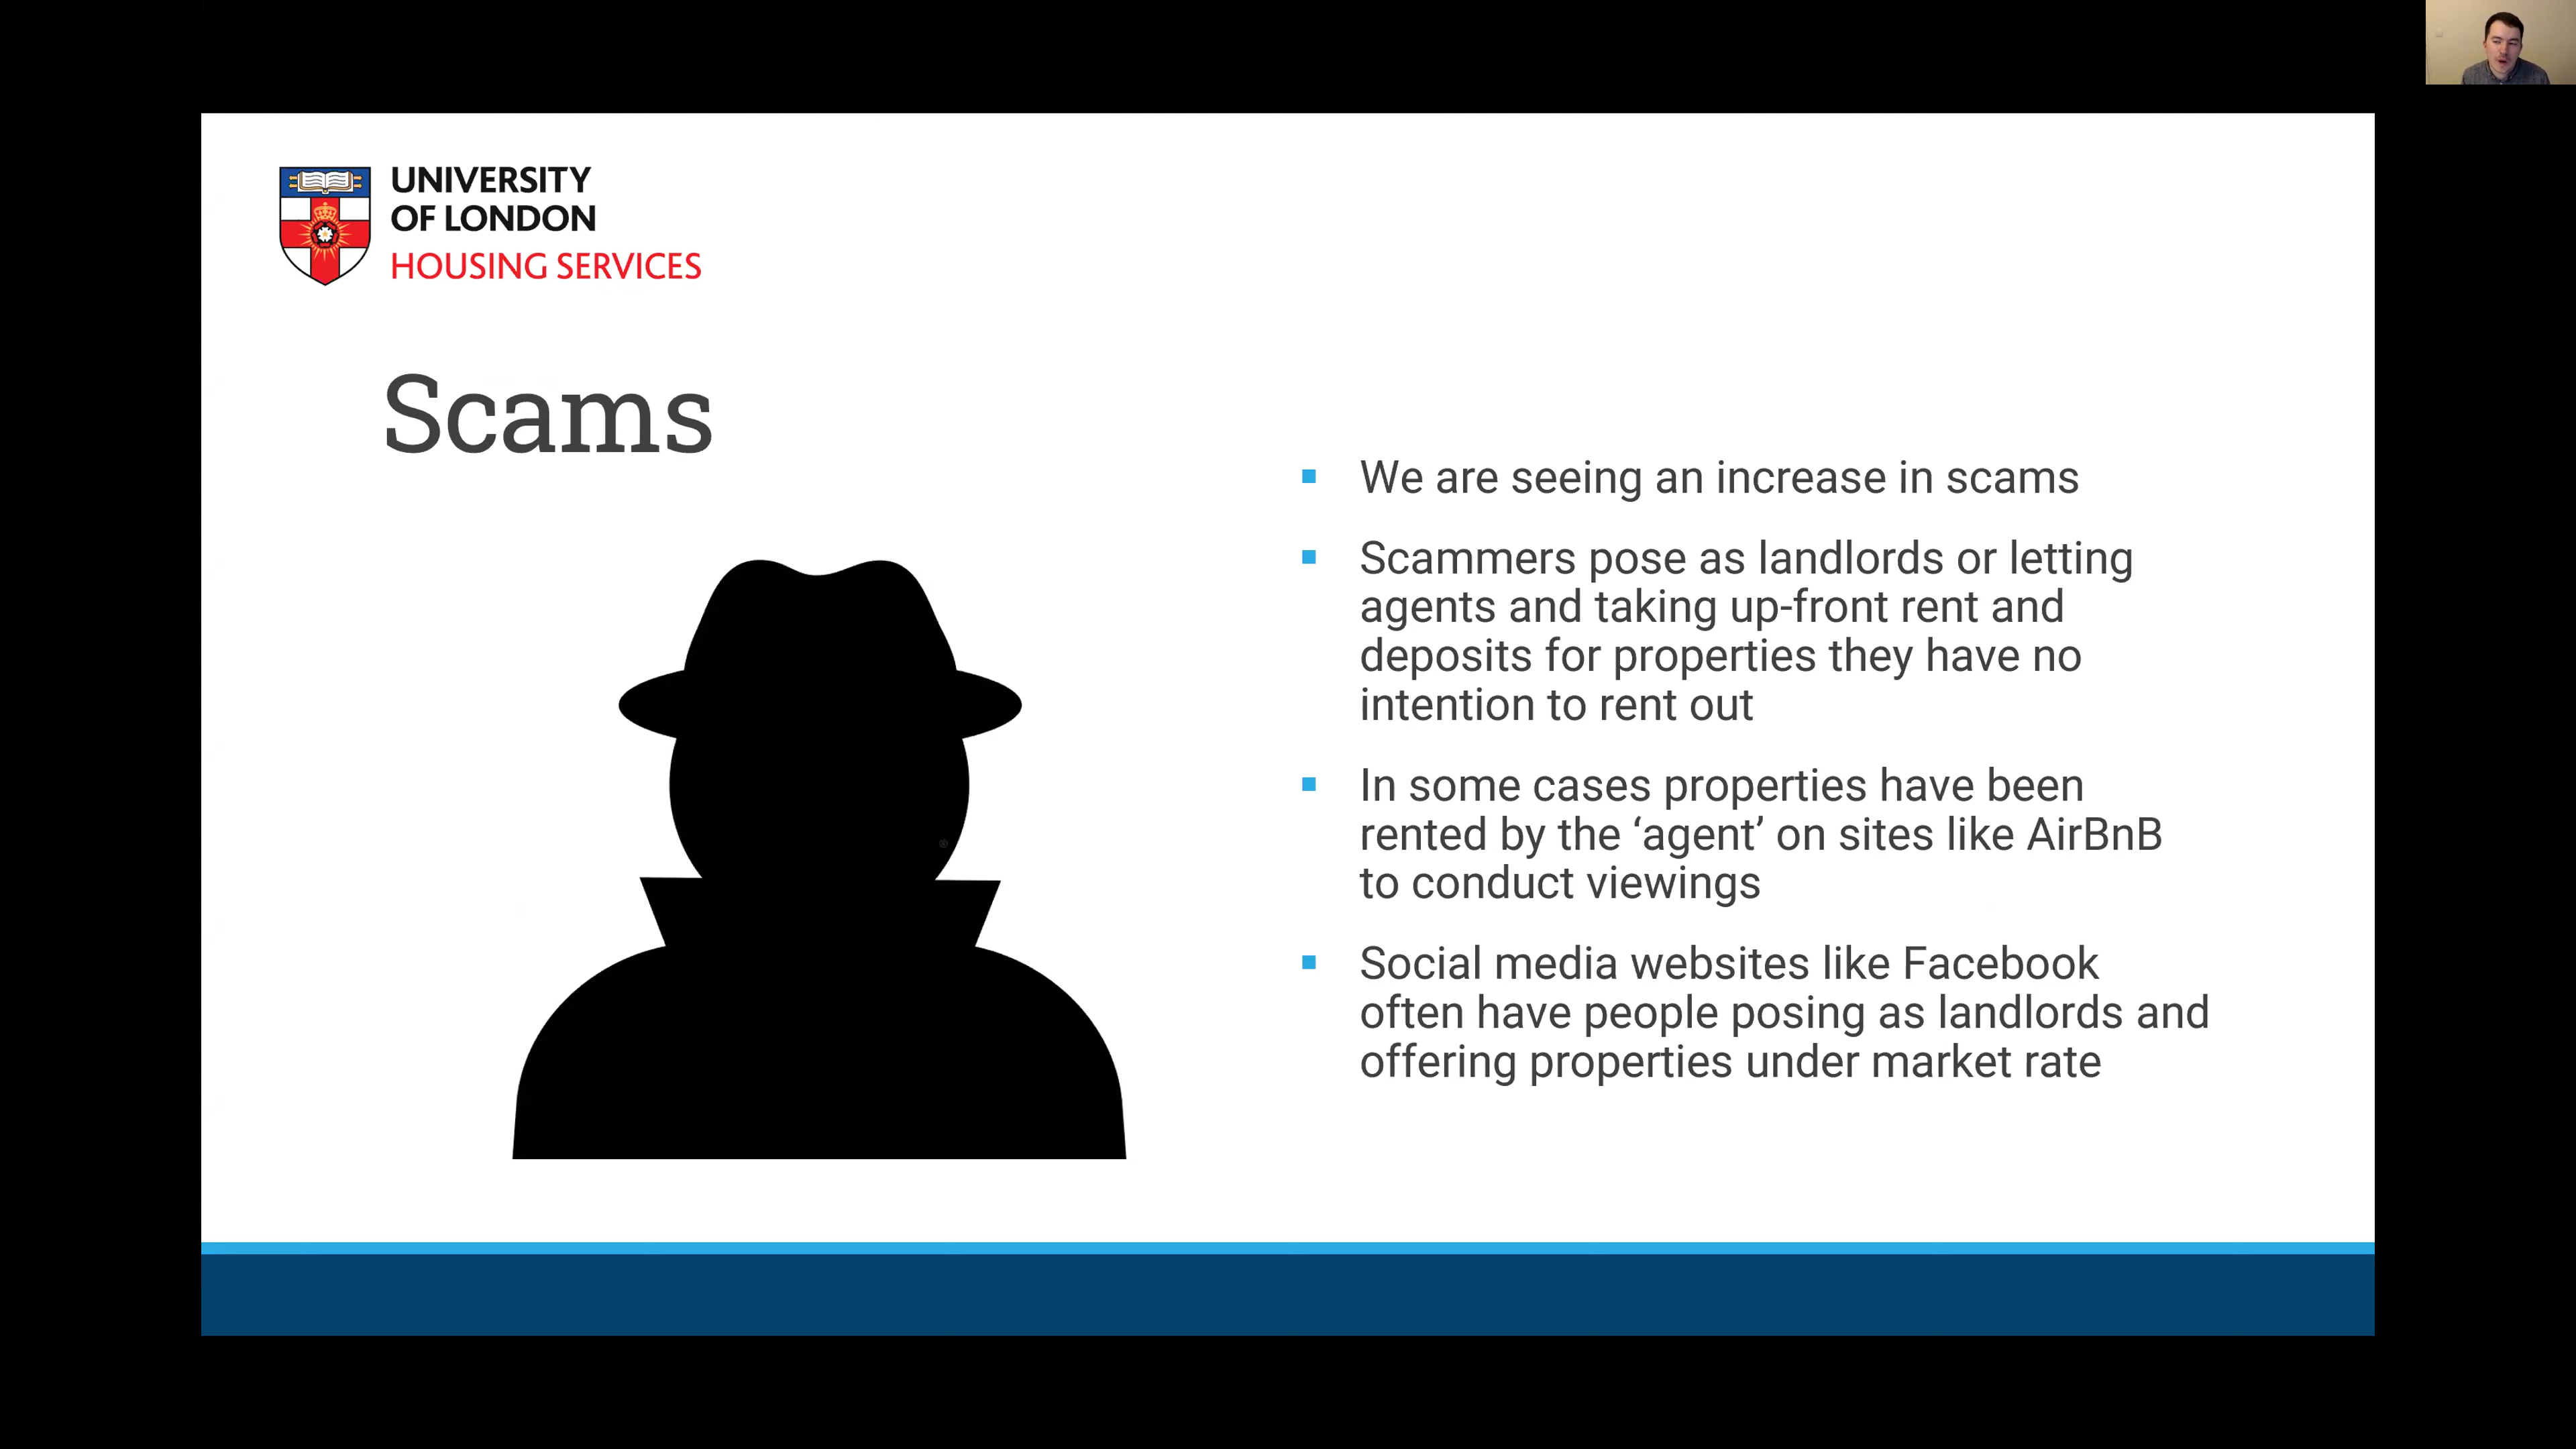 UNIVERSITY
OF LONDON
HOUSING SERVICES
Scams
We are seeing an increase in scams
Scammers pose as landlords or letting
agents and taking up-front rent and
deposits for properties they have no
intention to rent out
In some cases properties have been
rented by the ‘agent’ on sites like AirBnB
to conduct viewings
Social media websites like Facebook
often have people posing as landlords and
offering properties under market rate